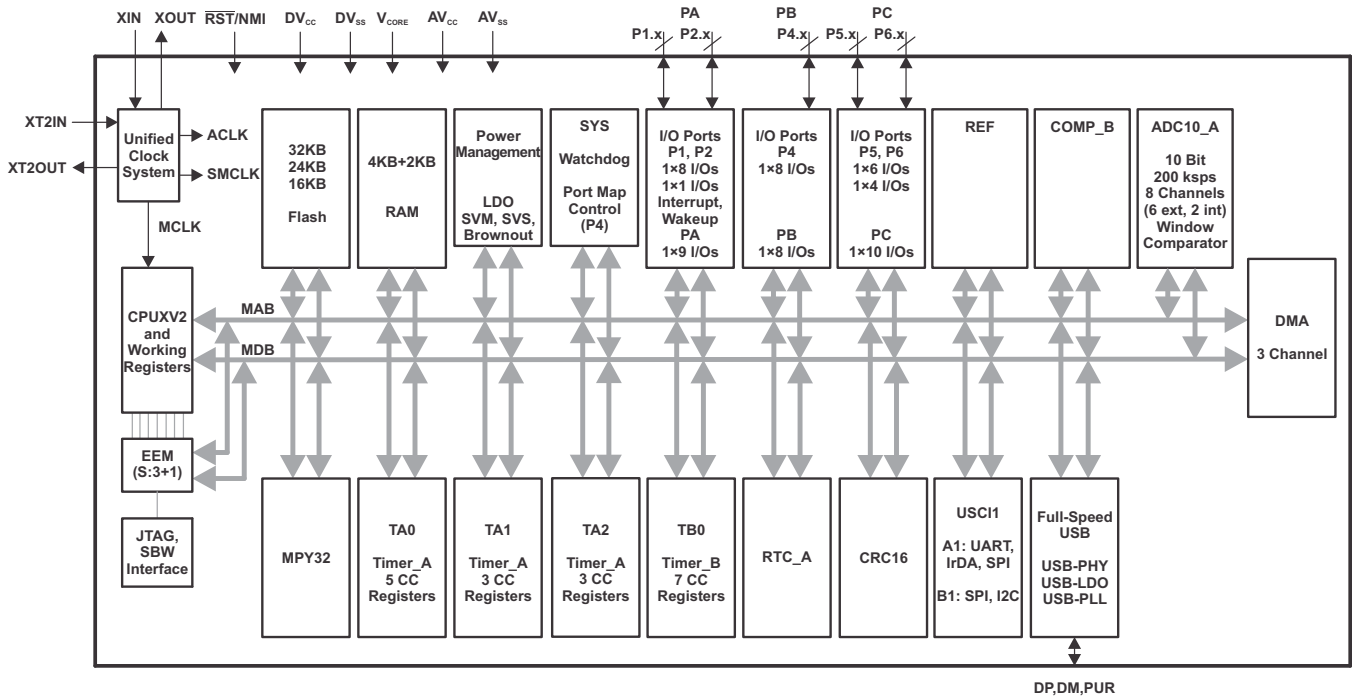 XIN
XOUT
RST/NMI
DVCC
DVSS
VCORE
AVCC
AVSS
PA
P1.x
P2.x
PB
P4.x
PC
P5.x
P6.x
XT2IN
XT2OUT
Unified
Clock
System
ACLK
SMCLK
MCLK
32KB
24KB
16KB
Flash
4KB+2KB
RAM
Power
Management
LDO
SVM, SVS,
Brownout
SYS
Watchdog
Port Map
Control
(P4)
I/O Ports
P1, P2
1×8 I/Os
1×1 I/Os
Interrupt,
Wakeup
PA
1×9 I/Os
I/O Ports
P4
1×8 I/Os
PB
1×8 I/Os
I/O Ports
P5, P6
1×6 I/Os
1×4 I/Os
PC
1×10 I/Os
REF
COMP_B
ADC10_A
10 Bit
200 ksps
8 Channels
(6 ext, 2 int)
Window
Comparator
CPUXV2
and
Working
Registers
MAB
MDB
DMA
3 Channel
EEM
(S:3+1)
JTAG,
SBW
Interface
MPY32
TA0
Timer_A
5 CC
Registers
TA1
Timer_A
3 CC
Registers
TA2
Timer_A
3 CC
Registers
TB0
Timer_B
7 CC
Registers
RTC_A
CRC16
USCI1
A1: UART,
IrDA, SPI
B1: SPI, I2C
Full-Speed
USB
USB-PHY
USB-LDO
USB-PLL
DP,DM,PUR